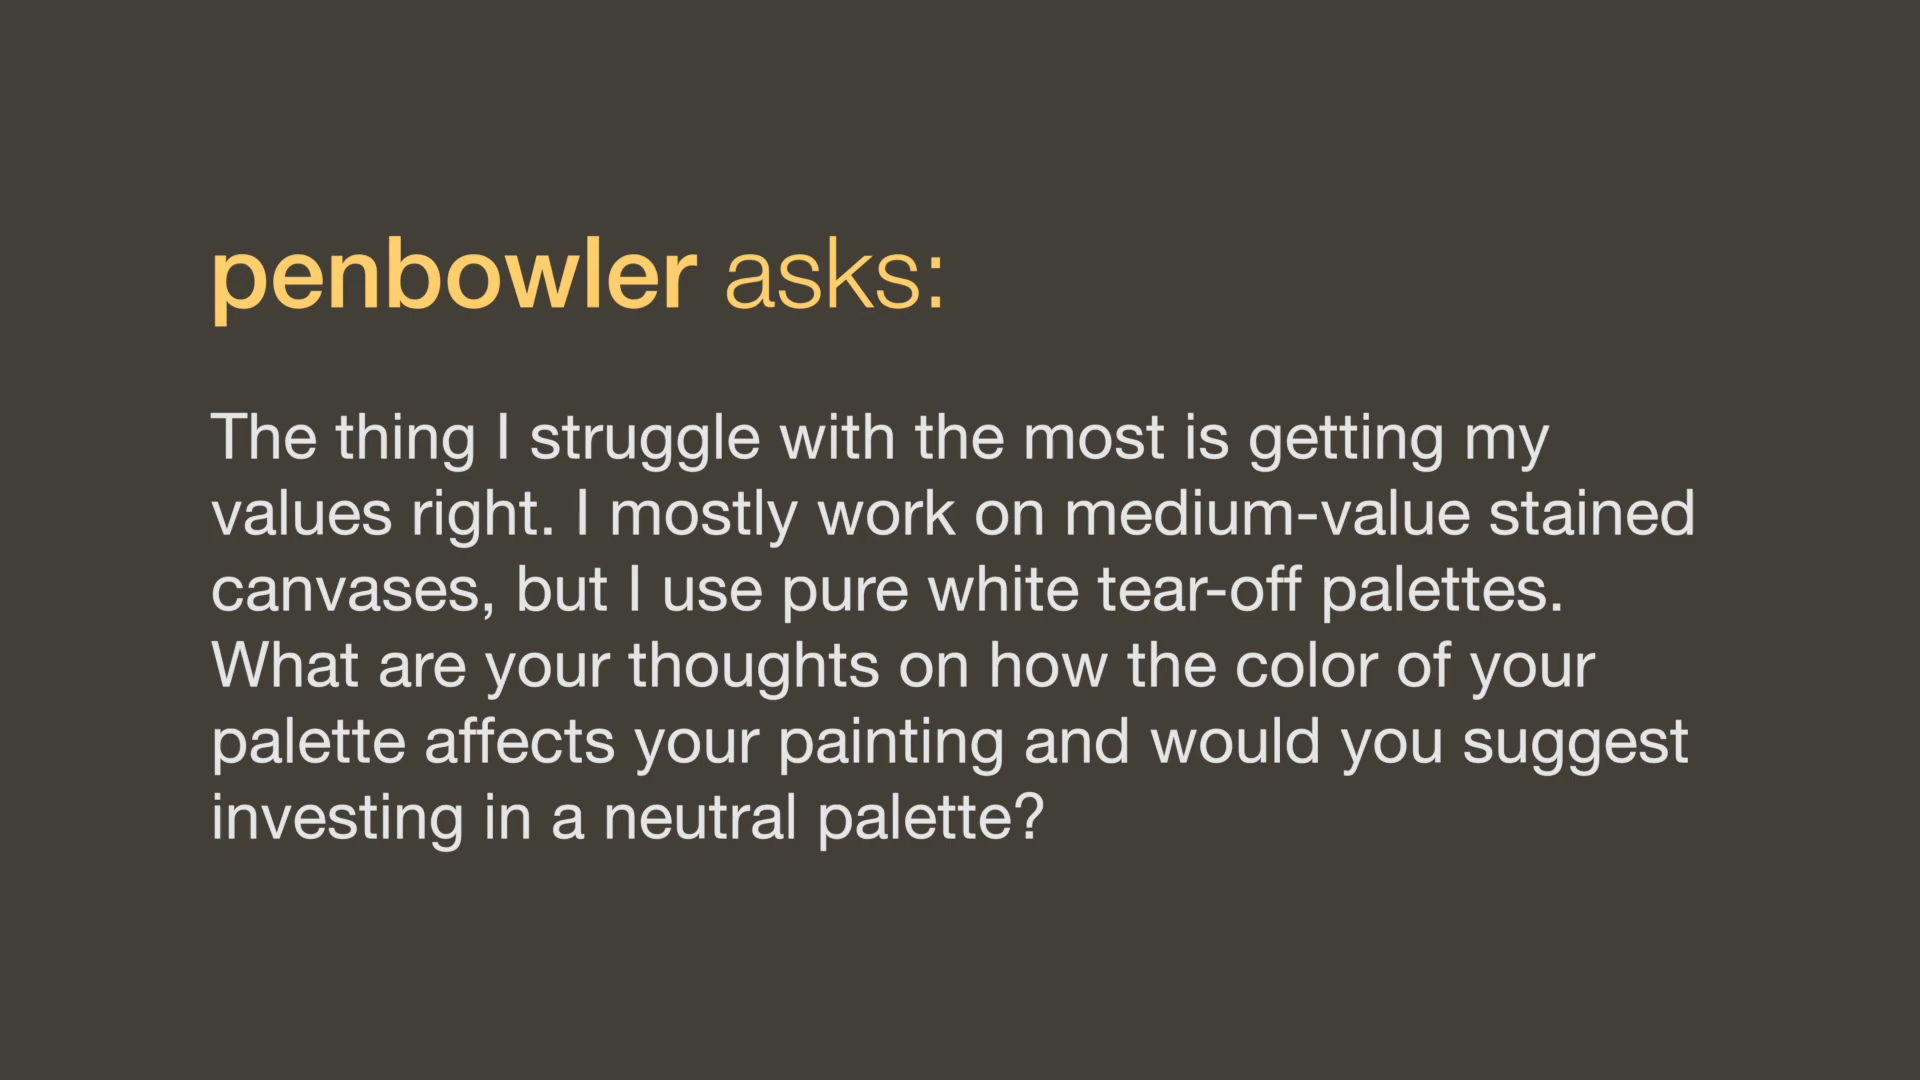 penbowler asks:
The thing I struggle with the most is getting my
values right. I mostly work on medium-value stained
canvases, but I use pure white tear-off palettes.
What are your thoughts on how the color of your
palette affects your painting and would you suggest
investing in a neutral palette?